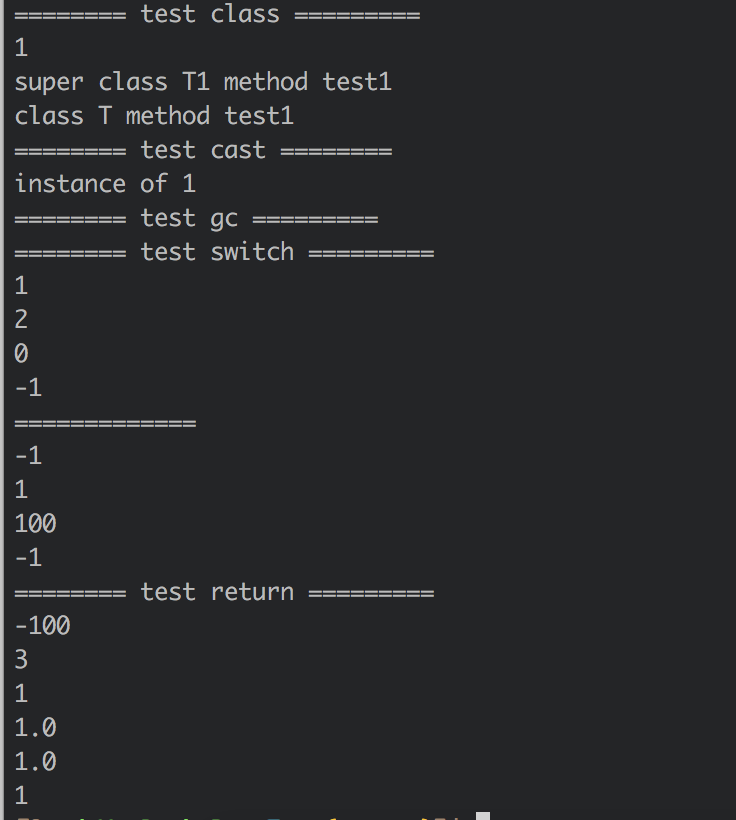 ======== test class =========
1
super class T1 method test1
class T method test1
======== test cast ========
instance of 1
======== test gc =========
======== test switch =========
1
2
0
-1
=============
-1
1
100
-1
======== test return =========
-100
3
1
1.0
1.0
1